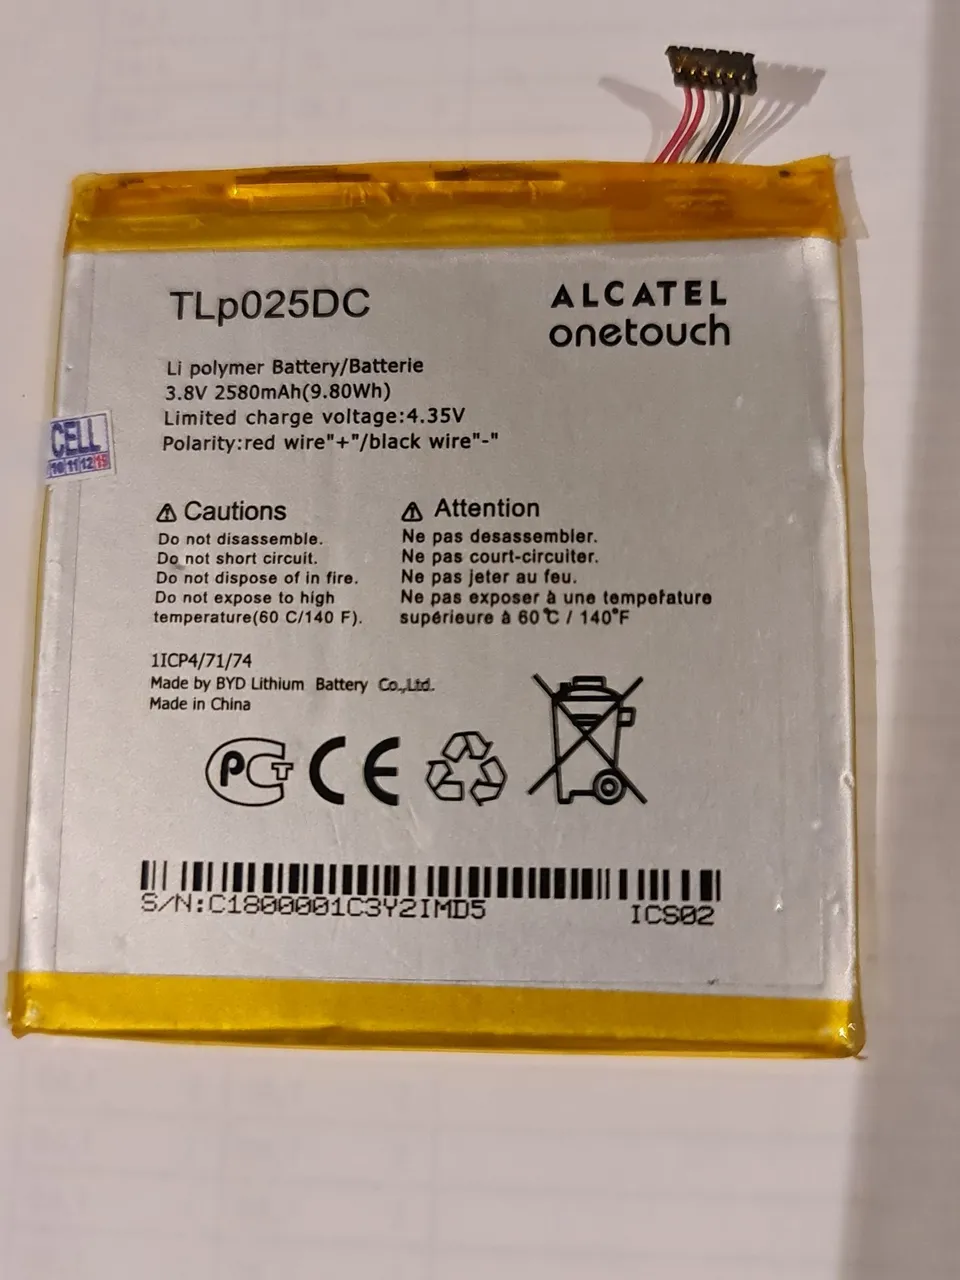 TLp025DC
ALCATEL
onetouch
Li polymer Battery/Batterie
3.8V 2580mAh(9.80Wh)
Limited charge voltage:4.35V
Polarity:red wire"+"/black wire"-"
CELL
10 11 12 15
Cautions
Do not disassemble.
Do not short circuit.
Do not dispose of in fire.
Do not expose to high
temperature(60 C/140 F).
Attention
Ne pas desassembler.
Ne pas court-circuiter.
Ne pas jeter au feu.
Ne pas exposer à une temperature
supérieure à 60℃ / 140°F
1ICP4/71/74
Made by BYD Lithium Battery Co.,Ltd.
Made in China
PCT CE
S/N:C1800001C3Y2IMD5
ICS02